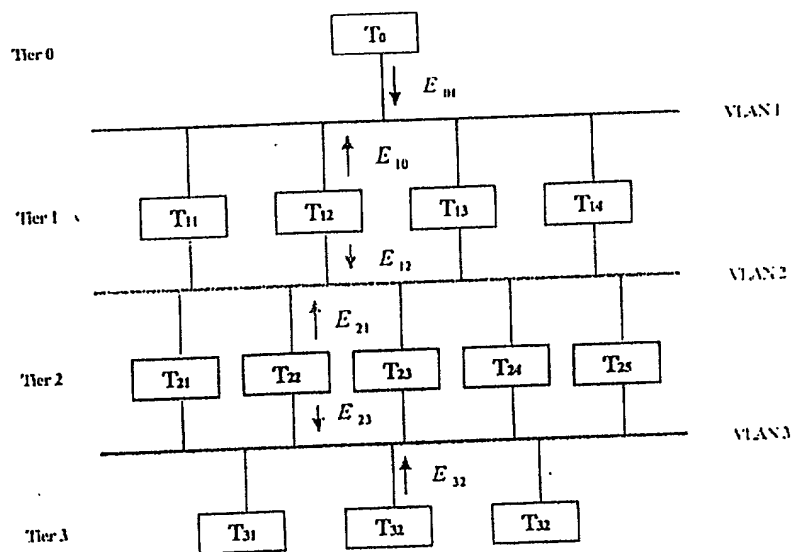 Tier 0
T0
E01
VLAN 1
E10
Tier 1
T11
T12
T13
T14
E12
VLAN 2
E21
Tier 2
T21
T22
T23
T24
T25
E23
VLAN 3
E32
Tier 3
T31
T32
T32